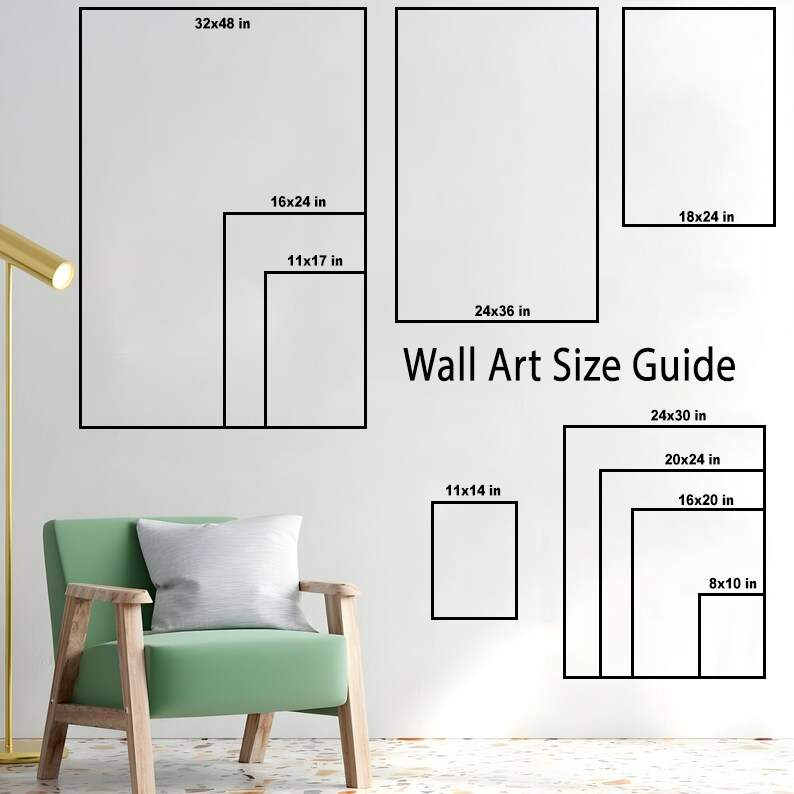 32x48 in
16x24 in
11x17 in
24x36 in
18x24 in
Wall Art Size Guide
11x14 in
24x30 in
20x24 in
16x20 in
8x10 in